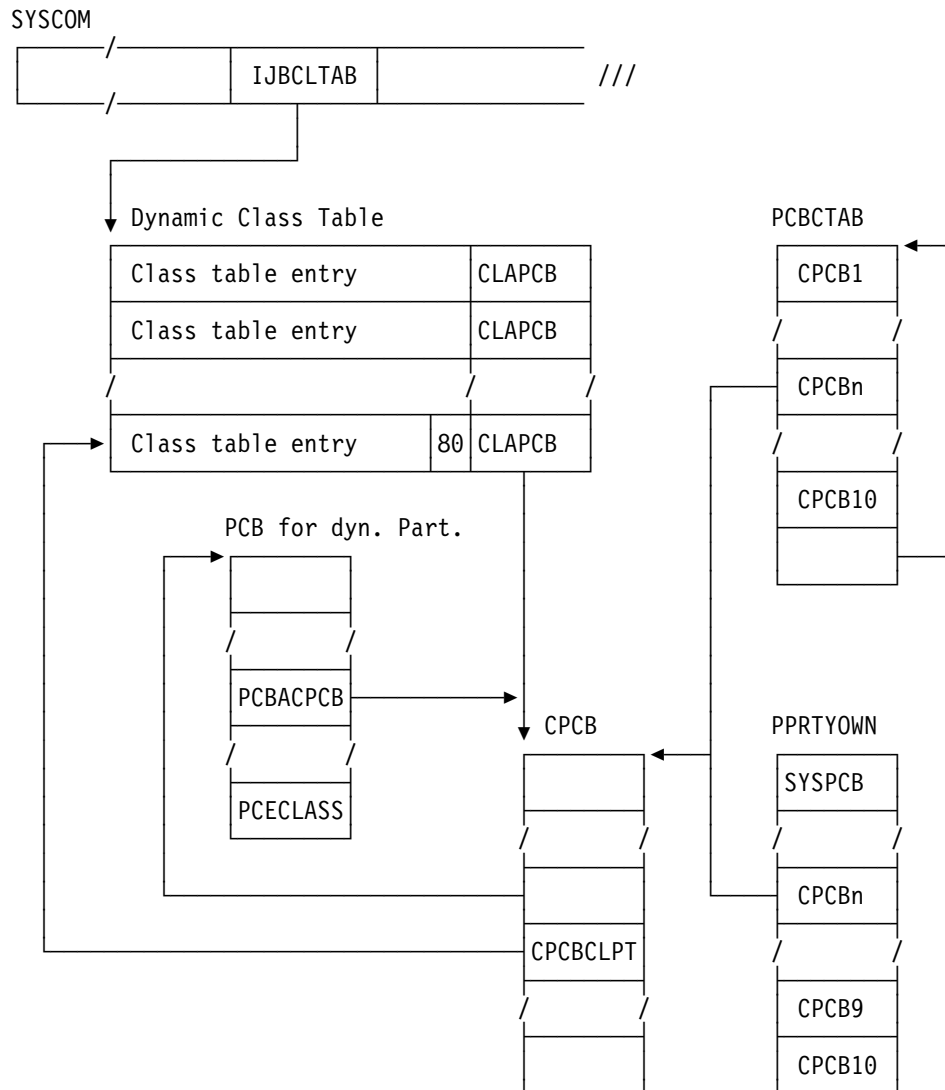 SYSCOM
IJBCLTAB ///
Dynamic Class Table
PCBCTAB
Class table entry CLAPCB
CPCB1
Class table entry CLAPCB
CPCBn
Class table entry 80 CLAPCB
CPCB10
PCB for dyn. Part.
PCBACPCB
CPCB
PPRTYOWN
SYSPCB
PCECLASS
CPCBn
CPCBCLPT
CPCB9
CPCB10